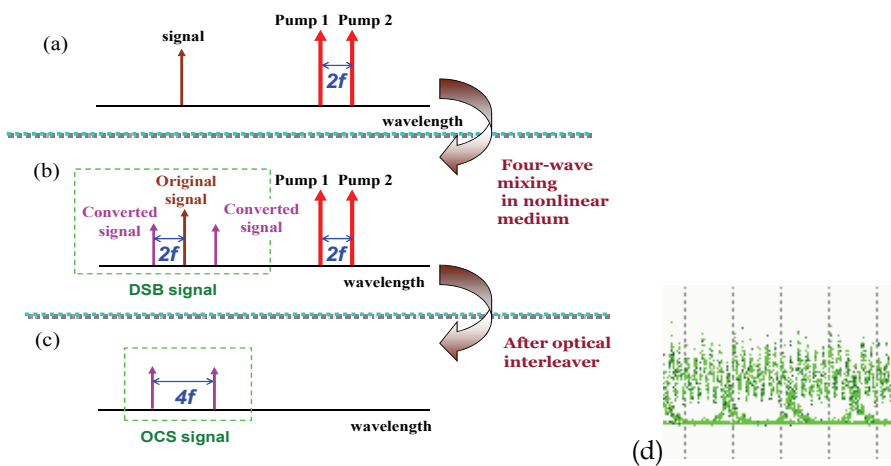 (a)
signal
Pump 1 Pump 2
2f
wavelength
Four-wave
mixing
in nonlinear
medium
(b)
Original
signal
Converted
signal
Converted
signal
2f
Pump 1 Pump 2
2f
wavelength
DSB signal
After optical
interleaver
(c)
4f
wavelength
OCS signal
(d)